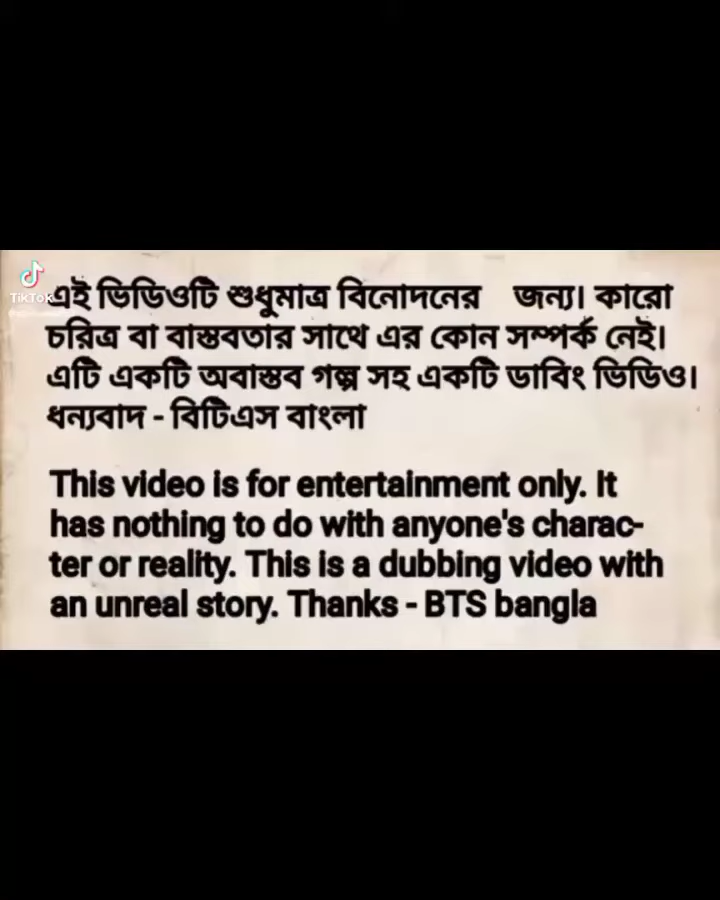 TikTok
এই ভিডিওটি শুধুমাত্র বিনোদনের জন্য। কারো
চরিত্র বা বাস্তবতার সাথে এর কোন সম্পর্ক নেই।
এটি একটি অবাস্তব গল্প সহ একটি ডাবিং ভিডিও।
ধন্যবাদ - বিটিএস বাংলা
This video is for entertainment only. It
has nothing to do with anyone's charac-
ter or reality. This is a dubbing video with
an unreal story. Thanks - BTS bangla